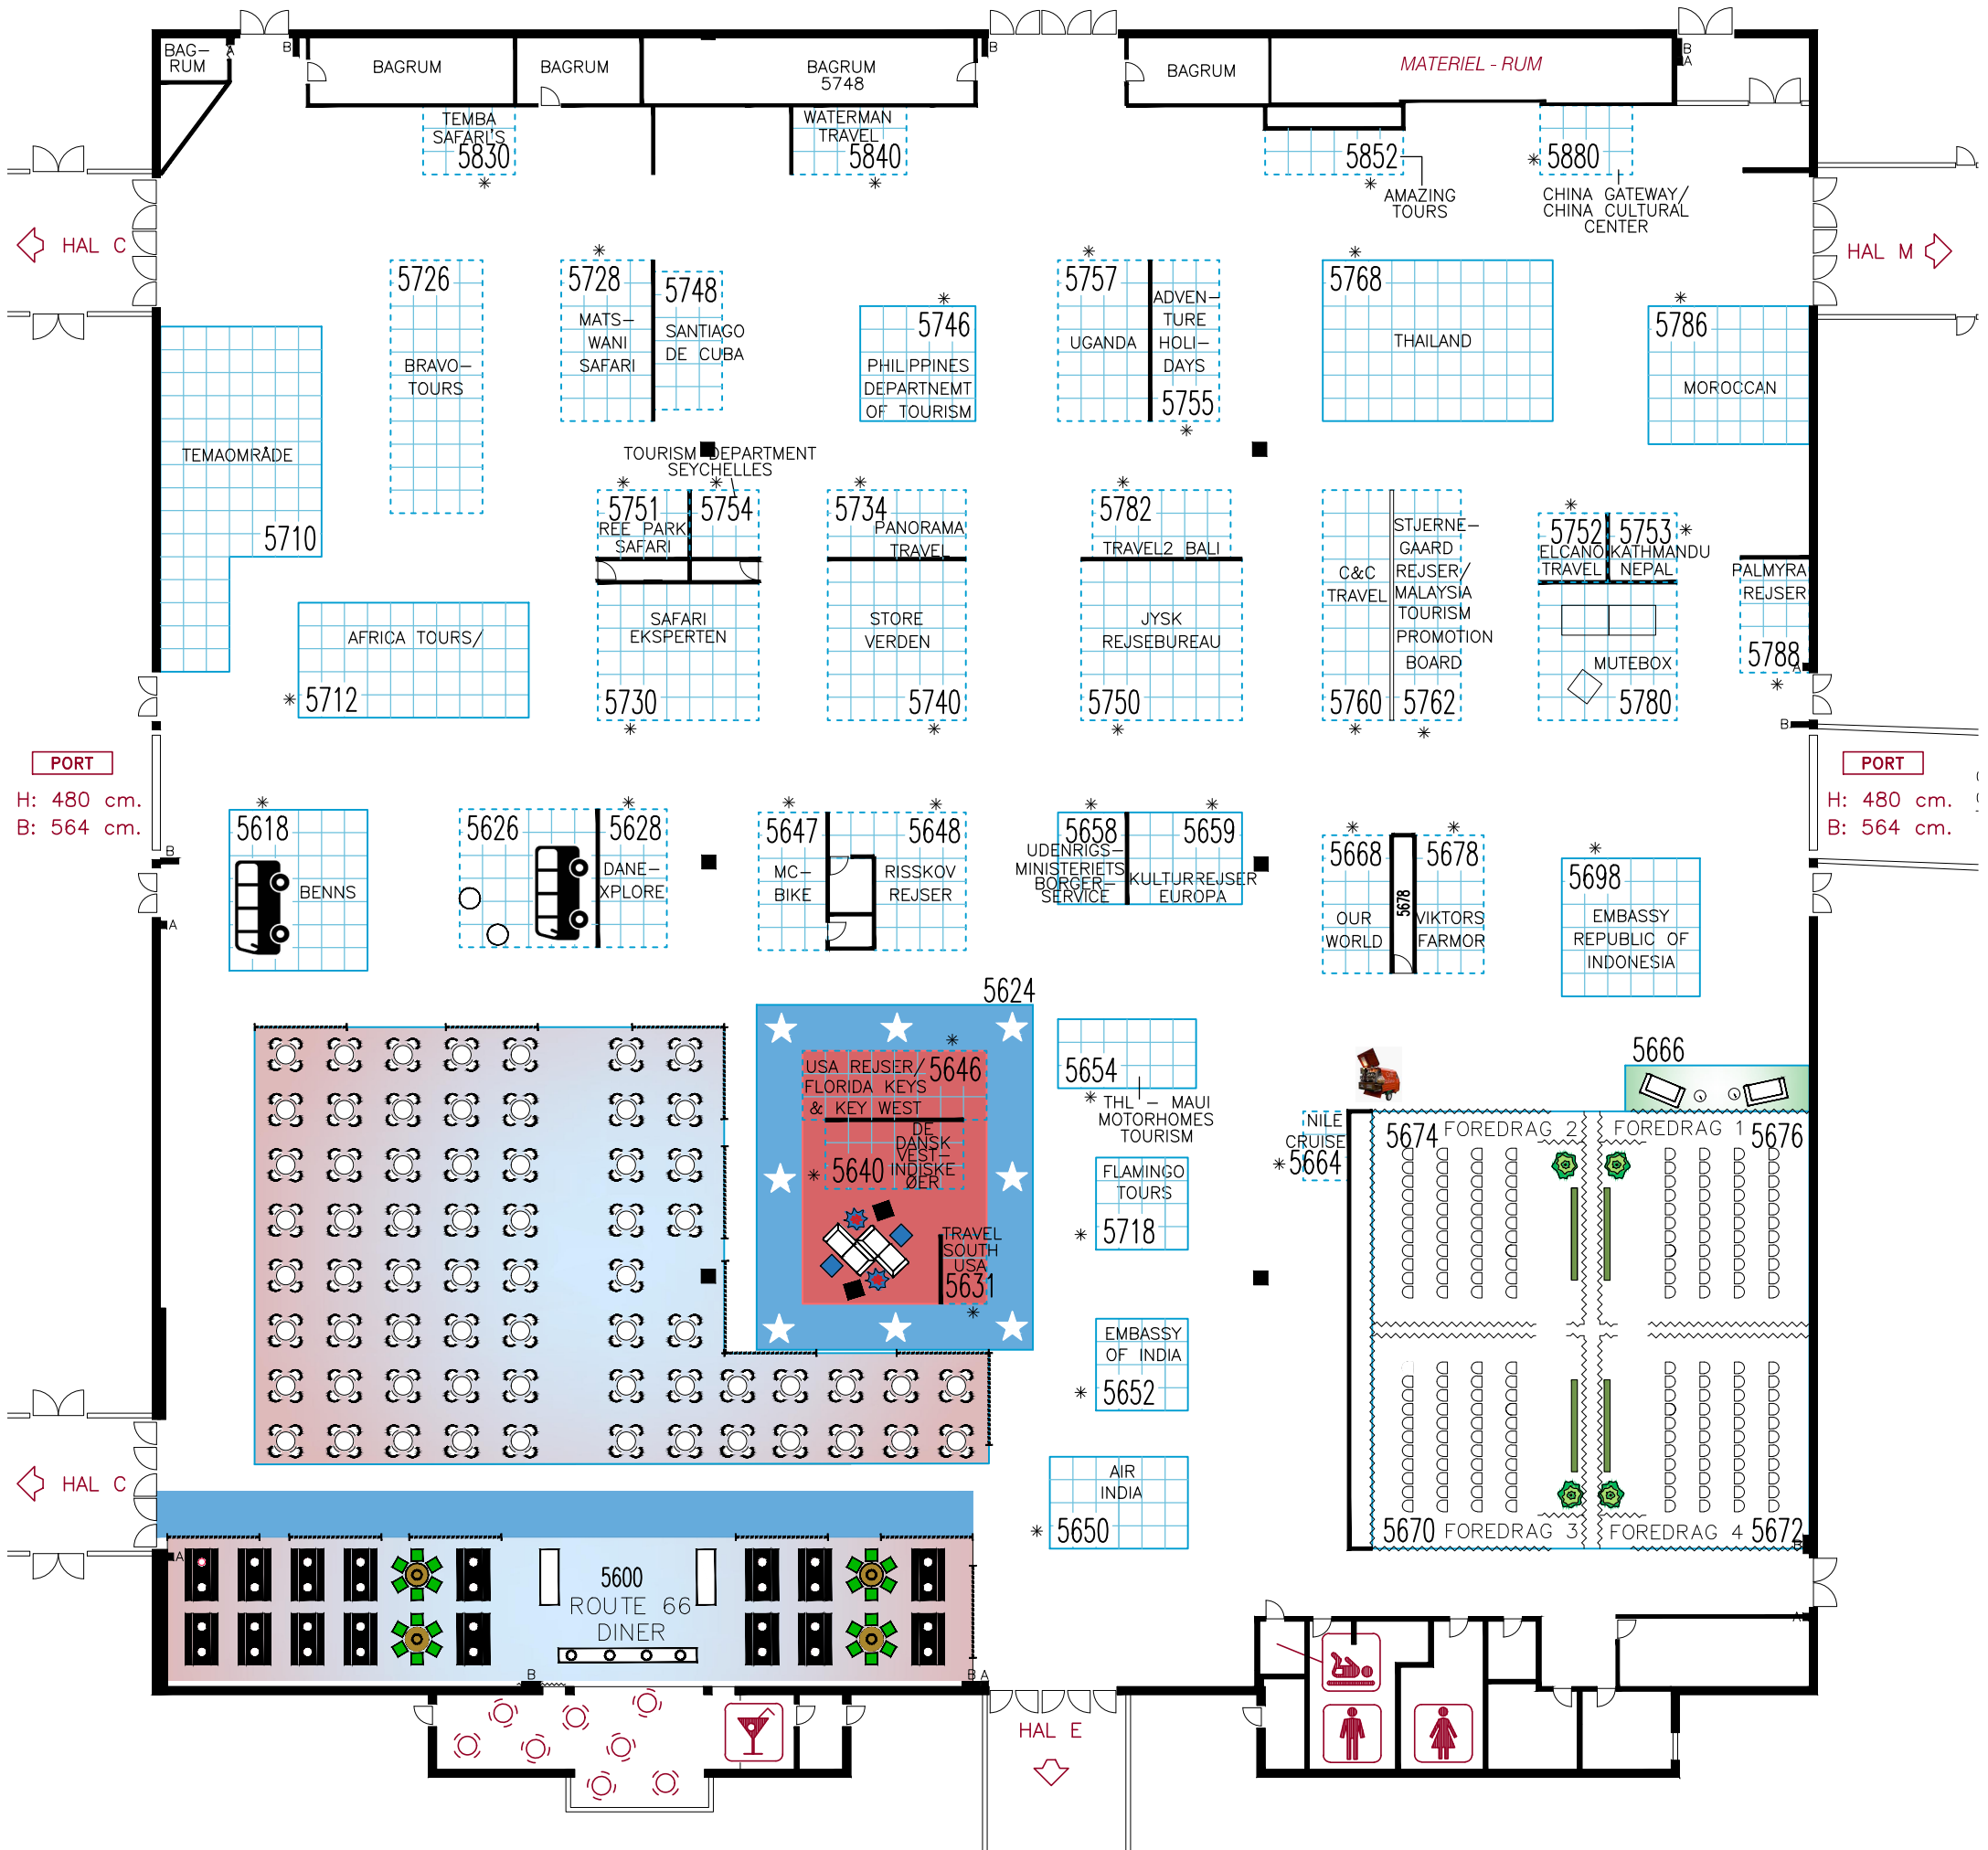 BAG-
RUM
A
B
BAGRUM
BAGRUM
BAGRUM
5748
B
BAGRUM
MATERIEL - RUM
B
A
TEMBA
SAFARI'S
5830
*
WATERMAN
TRAVEL
5840
*
5852
*
AMAZING
TOURS
* 5880
CHINA GATEWAY/
CHINA CULTURAL
CENTER
HAL C
HAL M
5726
BRAVO-
TOURS
*
5728
MATS-
WANI
SAFARI
5748
SANTIAGO
DE CUBA
*
5746
PHILIPPINES
DEPARTNEMT
OF TOURISM
*
5757
UGANDA
ADVEN-
TURE
HOLI-
DAYS
5755
*
*
5768
THAILAND
*
5786
MOROCCAN
TEMAOMRÅDE
5710
TOURISM DEPARTMENT
SEYCHELLES
*
5751
REE PARK
SAFARI
*
5754
*
5734
PANORAMA
TRAVEL
*
5782
TRAVEL2 BALI
C&C
TRAVEL
5760
*
STJERNE-
GAARD
REJSER/
MALAYSIA
TOURISM
PROMOTION
BOARD
5762
*
*
5752
ELCANO
TRAVEL
5753 *
KATHMANDU
NEPAL
PALMYRA
REJSER
5788
A
*
AFRICA TOURS/
* 5712
SAFARI
EKSPERTEN
5730
*
STORE
VERDEN
5740
*
JYSK
REJSEBUREAU
5750
*
MUTEBOX
5780
B
PORT
H: 480 cm.
B: 564 cm.
PORT
H: 480 cm.
B: 564 cm.
B
A
*
5618
BENNS
5626
*
5628
DANE-
XPLORE
*
5647
MC-
BIKE
*
5648
RISSKOV
REJSER
*
5658
UDENRIGS-
MINISTERIETS
BORGER-
SERVICE
*
5659
KULTURREJSER
EUROPA
*
5668
OUR
WORLD
5678
*
5678
VIKTORS
FARMOR
*
5698
EMBASSY
REPUBLIC OF
INDONESIA
5624
*
USA REJSER/
5646
FLORIDA KEYS
& KEY WEST
DE
DANSK
VEST-
INDISKE
ØER
* 5640
TRAVEL
SOUTH
USA
5631
*
5654
*
THL - MAUI
MOTORHOMES
TOURISM
5666
NILE
CRUISE
* 5664
FLAMINGO
TOURS
5718
*
5674 FOREDRAG 2
FOREDRAG 1 5676
EMBASSY
OF INDIA
5652
*
AIR
INDIA
5650
*
5670 FOREDRAG 3
FOREDRAG 4 5672
B
A
HAL C
A
5600
ROUTE 66
DINER
B
B A
HAL E